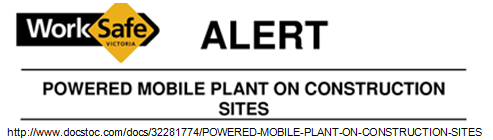 WorkSafe
VICTORIA
ALERT
POWERED MOBILE PLANT ON CONSTRUCTION
SITES
http://www.docstoc.com/docs/32281774/POWERED-MOBILE-PLANT-ON-CONSTRUCTION-SITES